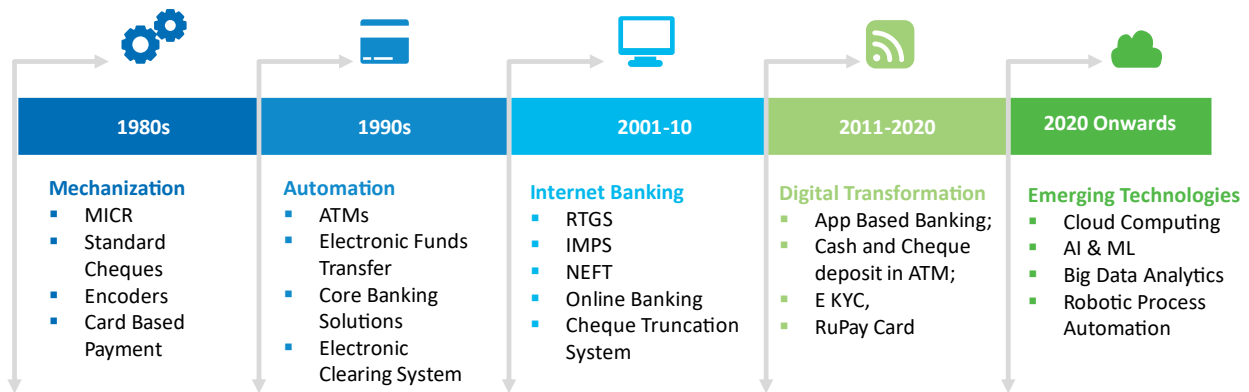 1980s
1990s
2001-10
2011-2020
2020 Onwards
Mechanization
▪ MICR
▪ Standard
Cheques
▪ Encoders
▪ Card Based
Payment
Automation
▪ ATMs
▪ Electronic Funds
Transfer
▪ Core Banking
Solutions
▪ Electronic
Clearing System
Internet Banking
▪ RTGS
▪ IMPS
▪ NEFT
▪ Online Banking
▪ Cheque Truncation
System
Digital Transformation
▪ App Based Banking;
▪ Cash and Cheque
deposit in ATM;
▪ E KYC,
▪ RuPay Card
Emerging Technologies
▪ Cloud Computing
▪ AI & ML
▪ Big Data Analytics
▪ Robotic Process
Automation